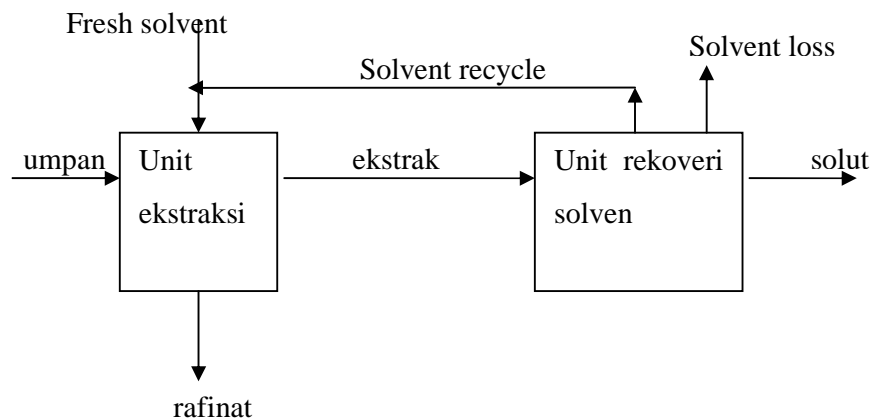 Fresh solvent
Solvent loss
Solvent recycle
umpan
Unit
ekstraksi
ekstrak
Unit rekoveri
solven
solut
rafinat